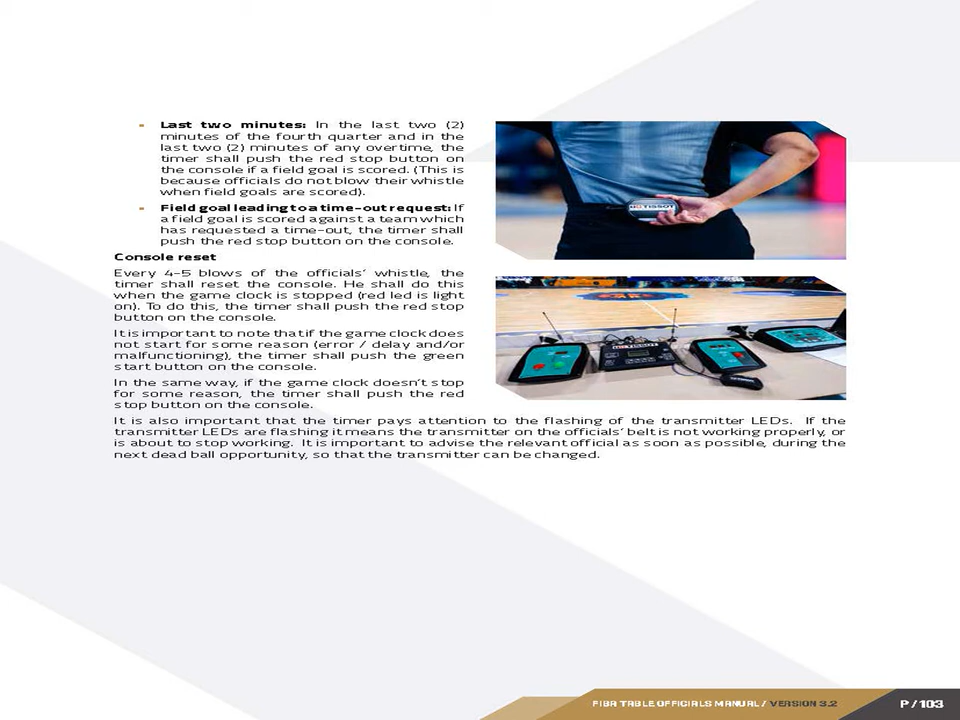 - Last two minutes: In the last two (2)
minutes of the fourth quarter and in the
last two (2) minutes of any overtime, the
timer shall push the red stop button on
the console if a field goal is scored. (This is
because officials do not blow their whistle
when field goals are scored).
- Field goal leading to a time-out request: If
a field goal is scored against a team which
has requested a time-out, the timer shall
push the red stop button on the console.
Console reset
Every 4-5 blows of the officials' whistle, the
timer shall reset the console. He shall do this
when the game clock is stopped (red led is light
on). To do this, the timer shall push the red stop
button on the console.
It is important to note that if the game clock does
not start for some reason (error / delay and/or
malfunctioning), the timer shall push the green
start button on the console.
In the same way, if the game clock doesn't stop
for some reason, the timer shall push the red
stop button on the console.
It is also important that the timer pays attention to the flashing of the transmitter LEDs. If the
transmitter LEDs are flashing it means the transmitter on the officials' belt is not working properly, or
is about to stop working. It is important to advise the relevant official as soon as possible, during the
next dead ball opportunity, so that the transmitter can be changed.
TISSOT
TISSOT
FIBA TABLE OFFICIALS MANUAL / VERSION 3.2
P / 103